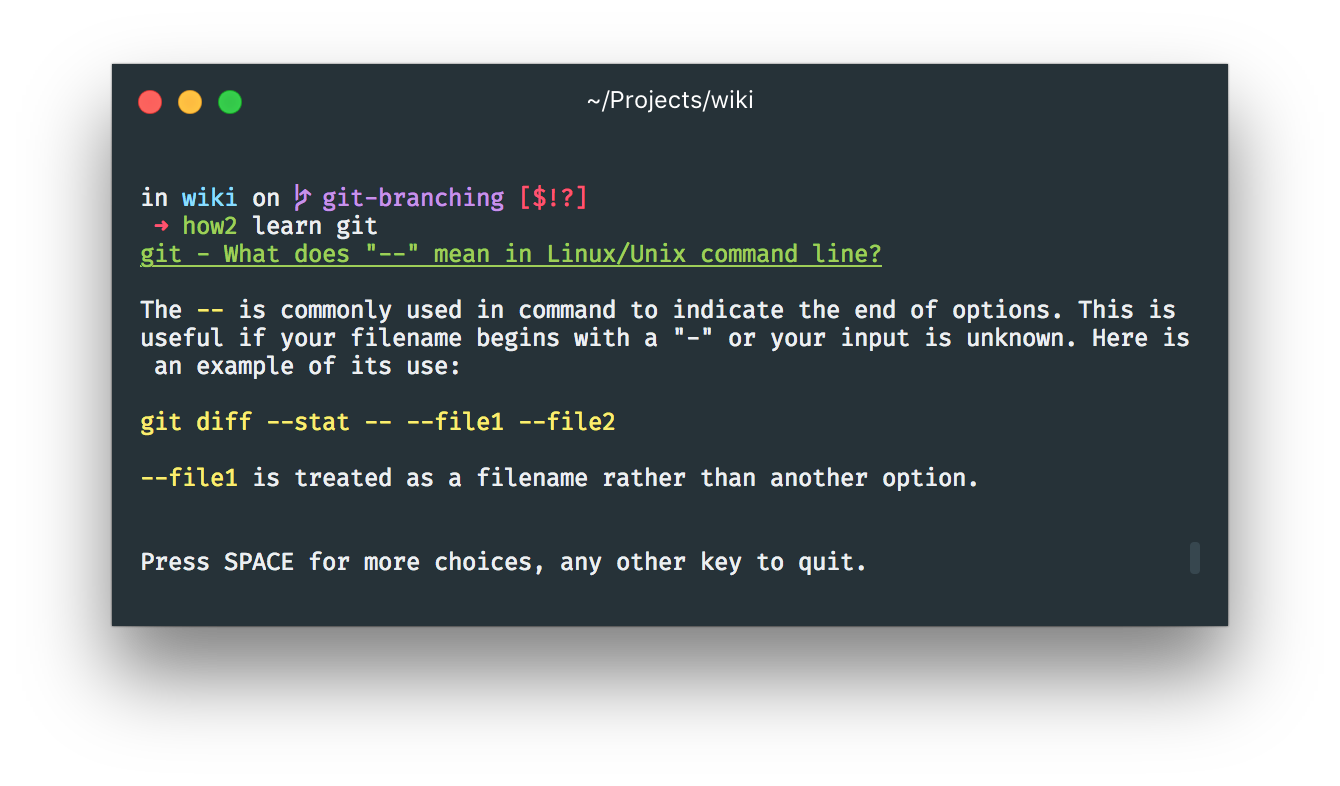 ~/Projects/wiki
in wiki on git-branching [$!?]
➜ how2 learn git
git - What does "--" mean in Linux/Unix command line?
The -- is commonly used in command to indicate the end of options. This is
useful if your filename begins with a "-" or your input is unknown. Here is
an example of its use:
git diff --stat -- --file1 --file2
--file1 is treated as a filename rather than another option.
Press SPACE for more choices, any other key to quit.